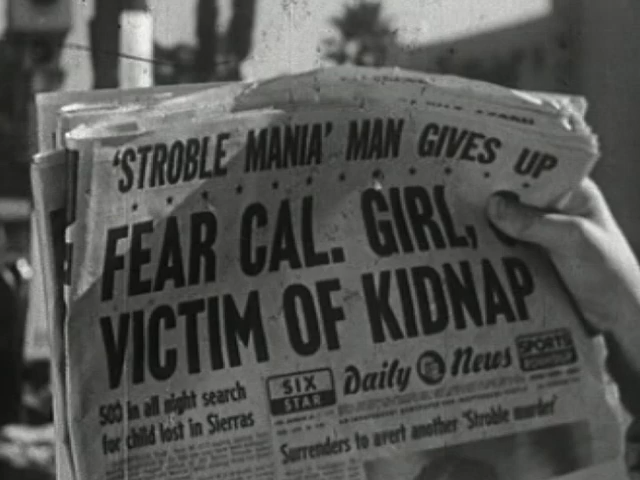 'STROBLE MANIA' MAN GIVES UP
FEAR CAL. GIRL,
VICTIM OF KIDNAP
500 in all night search
for child lost in Sierras
SIX
STAR
Daily News
SPORTS
Surrenders to avert another 'Stroble murder'